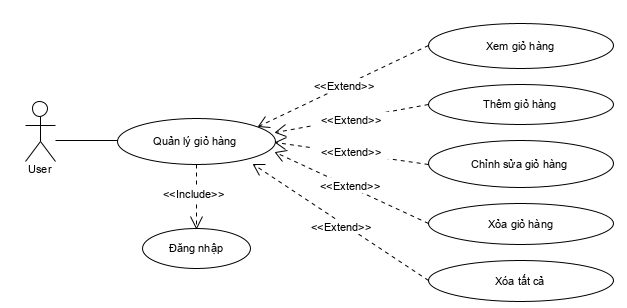 Xem giỏ hàng
<<Extend>>
Thêm giỏ hàng
<<Extend>>
Quản lý giỏ hàng
<<Extend>>
Chỉnh sửa giỏ hàng
User
<<Include>>
<<Extend>>
Xỏa giỏ hàng
<<Extend>>
Đăng nhập
Xóa tất cả